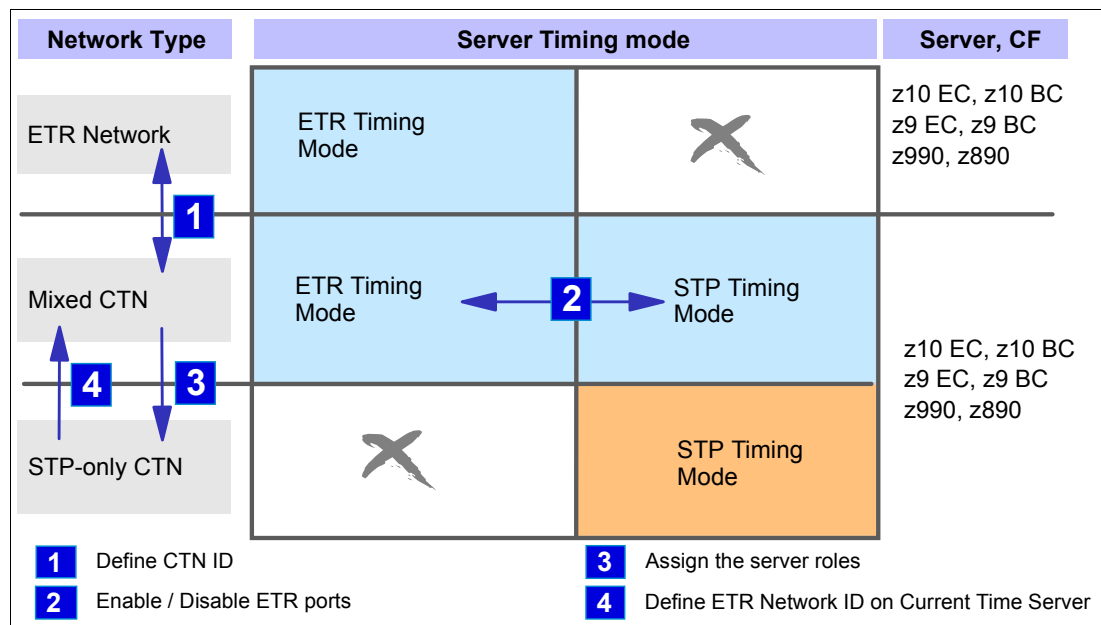 Network Type
Server Timing mode
Server, CF
ETR Network
ETR Timing
Mode
z10 EC, z10 BC
z9 EC, z9 BC
z990, z890
1
Mixed CTN
ETR Timing
Mode
2
STP Timing
Mode
4
3
z10 EC, z10 BC
z9 EC, z9 BC
z990, z890
STP-only CTN
STP Timing
Mode
1 Define CTN ID
2 Enable / Disable ETR ports
3 Assign the server roles
4 Define ETR Network ID on Current Time Server